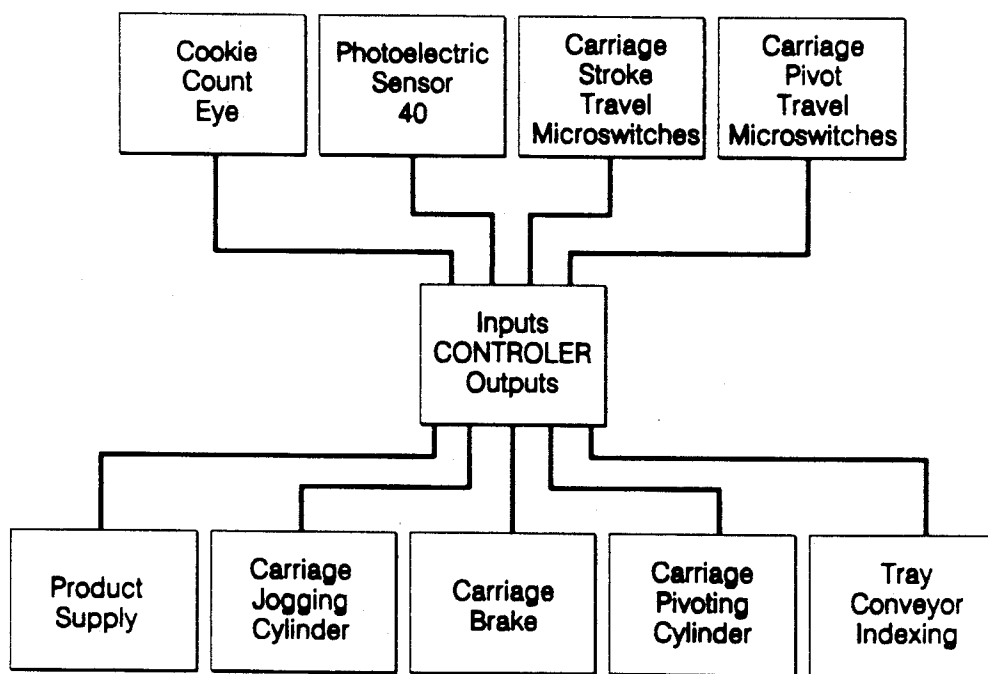 Cookie
Count
Eye
Photoelectric
Sensor
40
Carriage
Stroke
Travel
Microswitches
Carriage
Pivot
Travel
Microswitches
Inputs
CONTROLER
Outputs
Product
Supply
Carriage
Jogging
Cylinder
Carriage
Brake
Carriage
Pivoting
Cylinder
Tray
Conveyor
Indexing